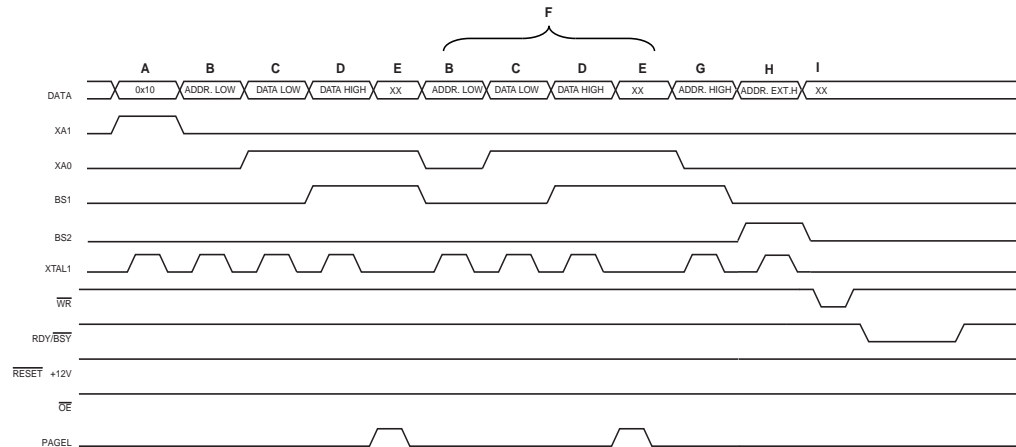 F
A B C D E B C D E G H I
DATA 0x10 ADDR. LOW DATA LOW DATA HIGH XX ADDR. LOW DATA LOW DATA HIGH XX ADDR. HIGH ADDR. EXT.H XX
XA1
XA0
BS1
BS2
XTAL1
WR
RDY/BSY
RESET +12V
OE
PAGEL